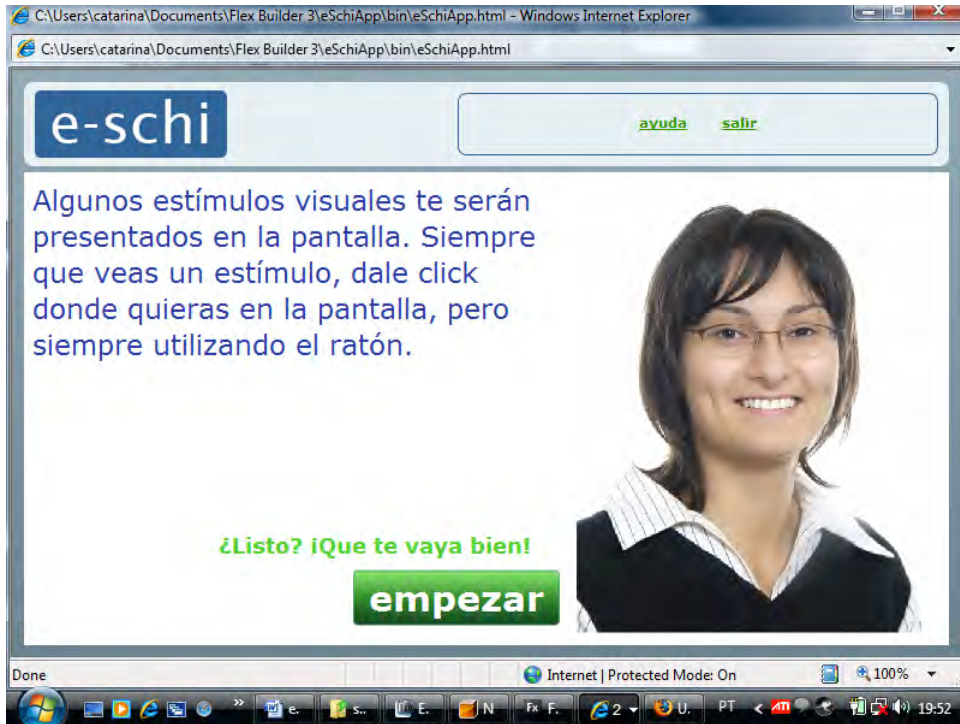 C:\Users\catarina\Documents\Flex Builder 3\eSchiApp\bin\eSchiApp.html - Windows Internet Explorer
C:\Users\catarina\Documents\Flex Builder 3\eSchiApp\bin\eSchiApp.html
e-schi
ayuda salir
Algunos estímulos visuales te serán
presentados en la pantalla. Siempre
que veas un estímulo, dale click
donde quieras en la pantalla, pero
siempre utilizando el ratón.
¿Listo? ¡Que te vaya bien!
empezar
Done Internet | Protected Mode: On 100%
e. s.. E. N Fx F. 2 U. PT ATI 19:52